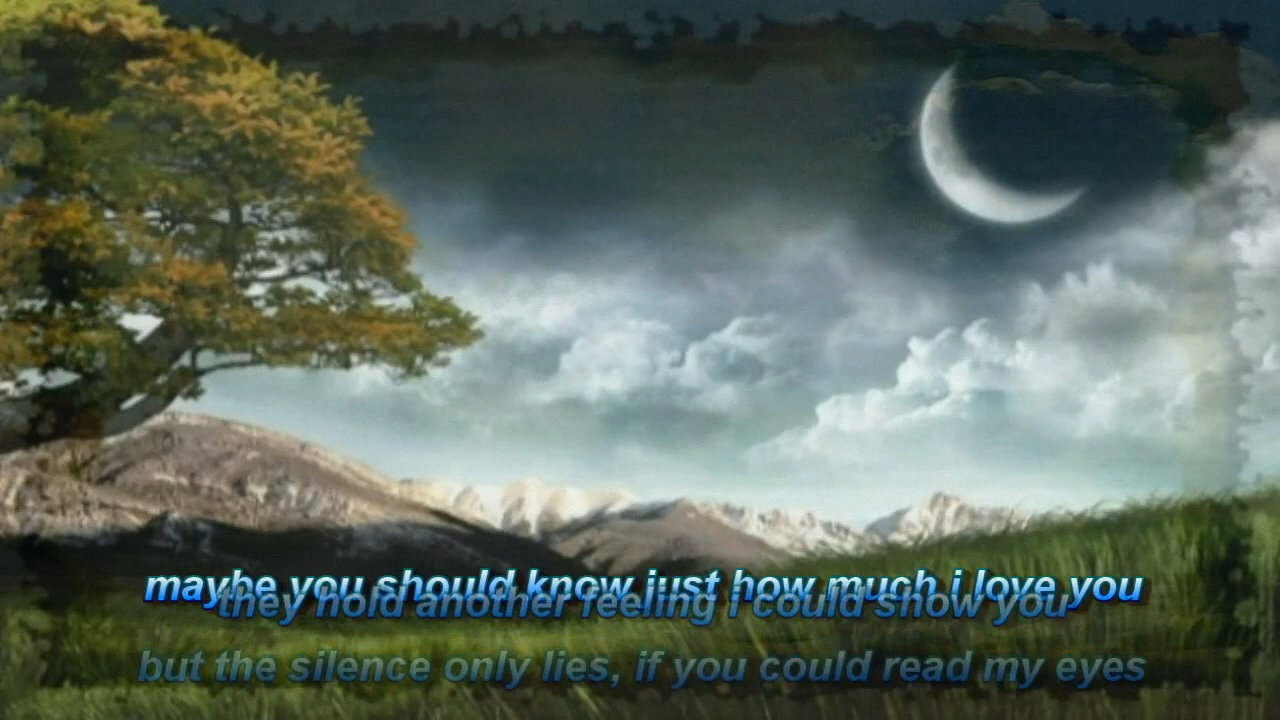 maybe you should know just how much i love you
they hold another feeling i could show you
but the silence only lies, if you could read my eyes